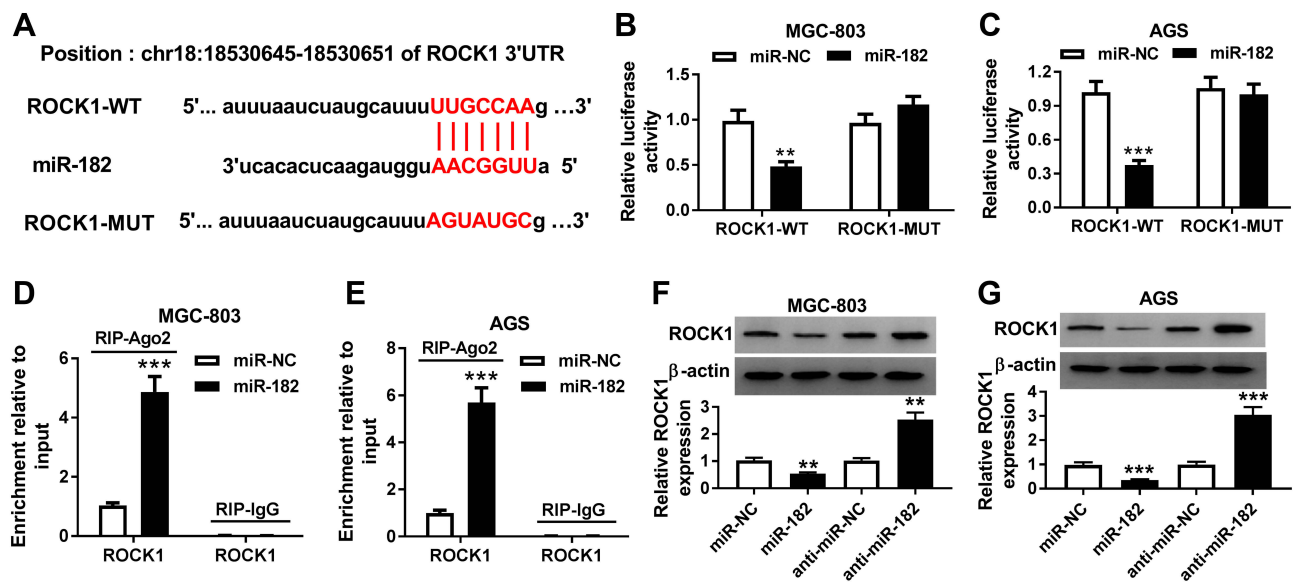 A
Position : chr18:18530645-18530651 of ROCK1 3'UTR
ROCK1-WT 5'... auuuaaucuaugcauuuUUGCCAAg ...3'
miR-182 3'ucacacucaagaugguAACGGUUa 5'
ROCK1-MUT 5'... auuuaaucuaugcauuuAGUAUGCg ...3'
B
MGC-803
miR-NC miR-182
Relative luciferase
activity
1.5
1.0
0.5
0.0
**
ROCK1-WT ROCK1-MUT
C
AGS
miR-NC miR-182
Relative luciferase
activity
1.2
0.9
0.6
0.3
0.0
***
ROCK1-WT ROCK1-MUT
D
MGC-803
RIP-Ago2
miR-NC
miR-182
***
Enrichment relative to
input
6
4
2
0
RIP-IgG
ROCK1 ROCK1
E
AGS
RIP-Ago2
miR-NC
miR-182
***
Enrichment relative to
input
8
6
4
2
0
RIP-IgG
ROCK1 ROCK1
F
MGC-803
ROCK1
β-actin
Relative ROCK1
expression
4
3
2
1
0
**
**
miR-NC miR-182 anti-miR-NC anti-miR-182
G
AGS
ROCK1
β-actin
Relative ROCK1
expression
4
3
2
1
0
***
***
miR-NC miR-182 anti-miR-NC anti-miR-182